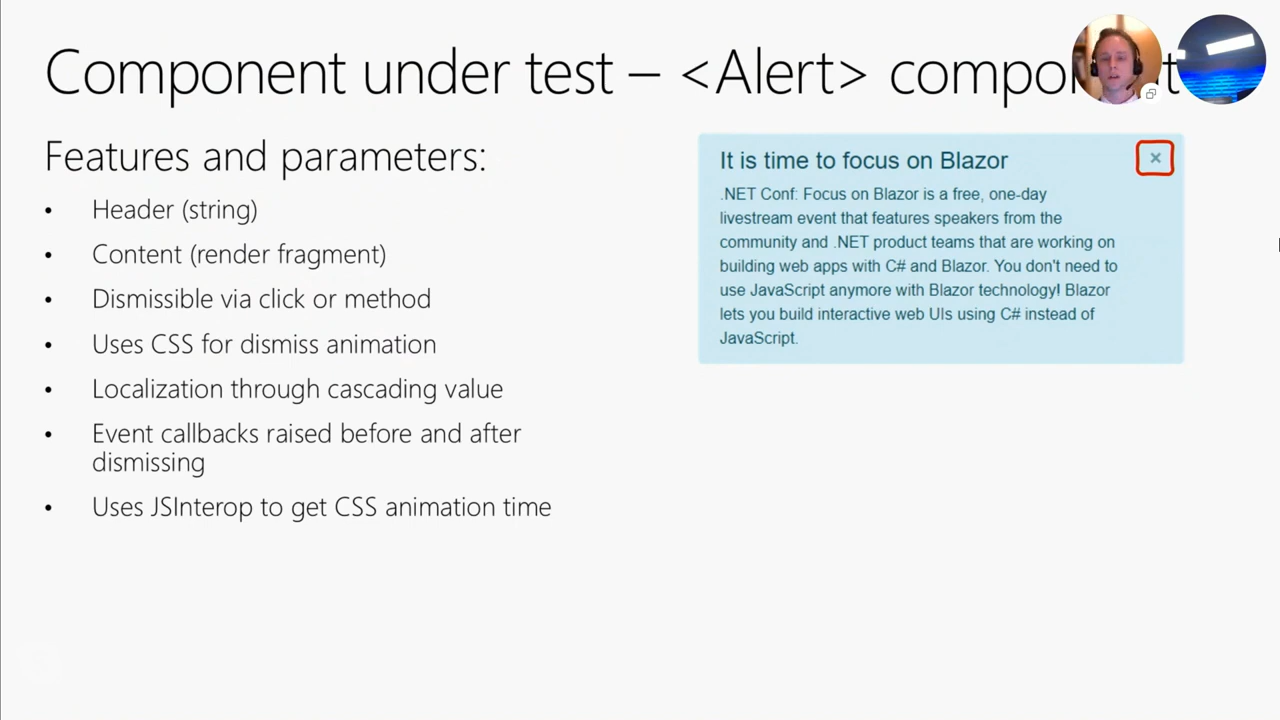 Component under test – <Alert> component
Features and parameters:
• Header (string)
• Content (render fragment)
• Dismissible via click or method
• Uses CSS for dismiss animation
• Localization through cascading value
• Event callbacks raised before and after
dismissing
• Uses JSInterop to get CSS animation time
It is time to focus on Blazor
×
.NET Conf: Focus on Blazor is a free, one-day
livestream event that features speakers from the
community and .NET product teams that are working on
building web apps with C# and Blazor. You don't need to
use JavaScript anymore with Blazor technology! Blazor
lets you build interactive web UIs using C# instead of
JavaScript.